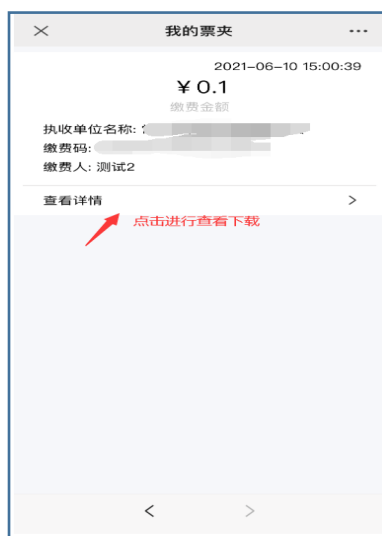 我的票夹
2021-06-10 15:00:39
¥ 0.1
缴费金额
执收单位名称:
缴费码:
缴费人: 测试2
查看详情
点击进行查看下载